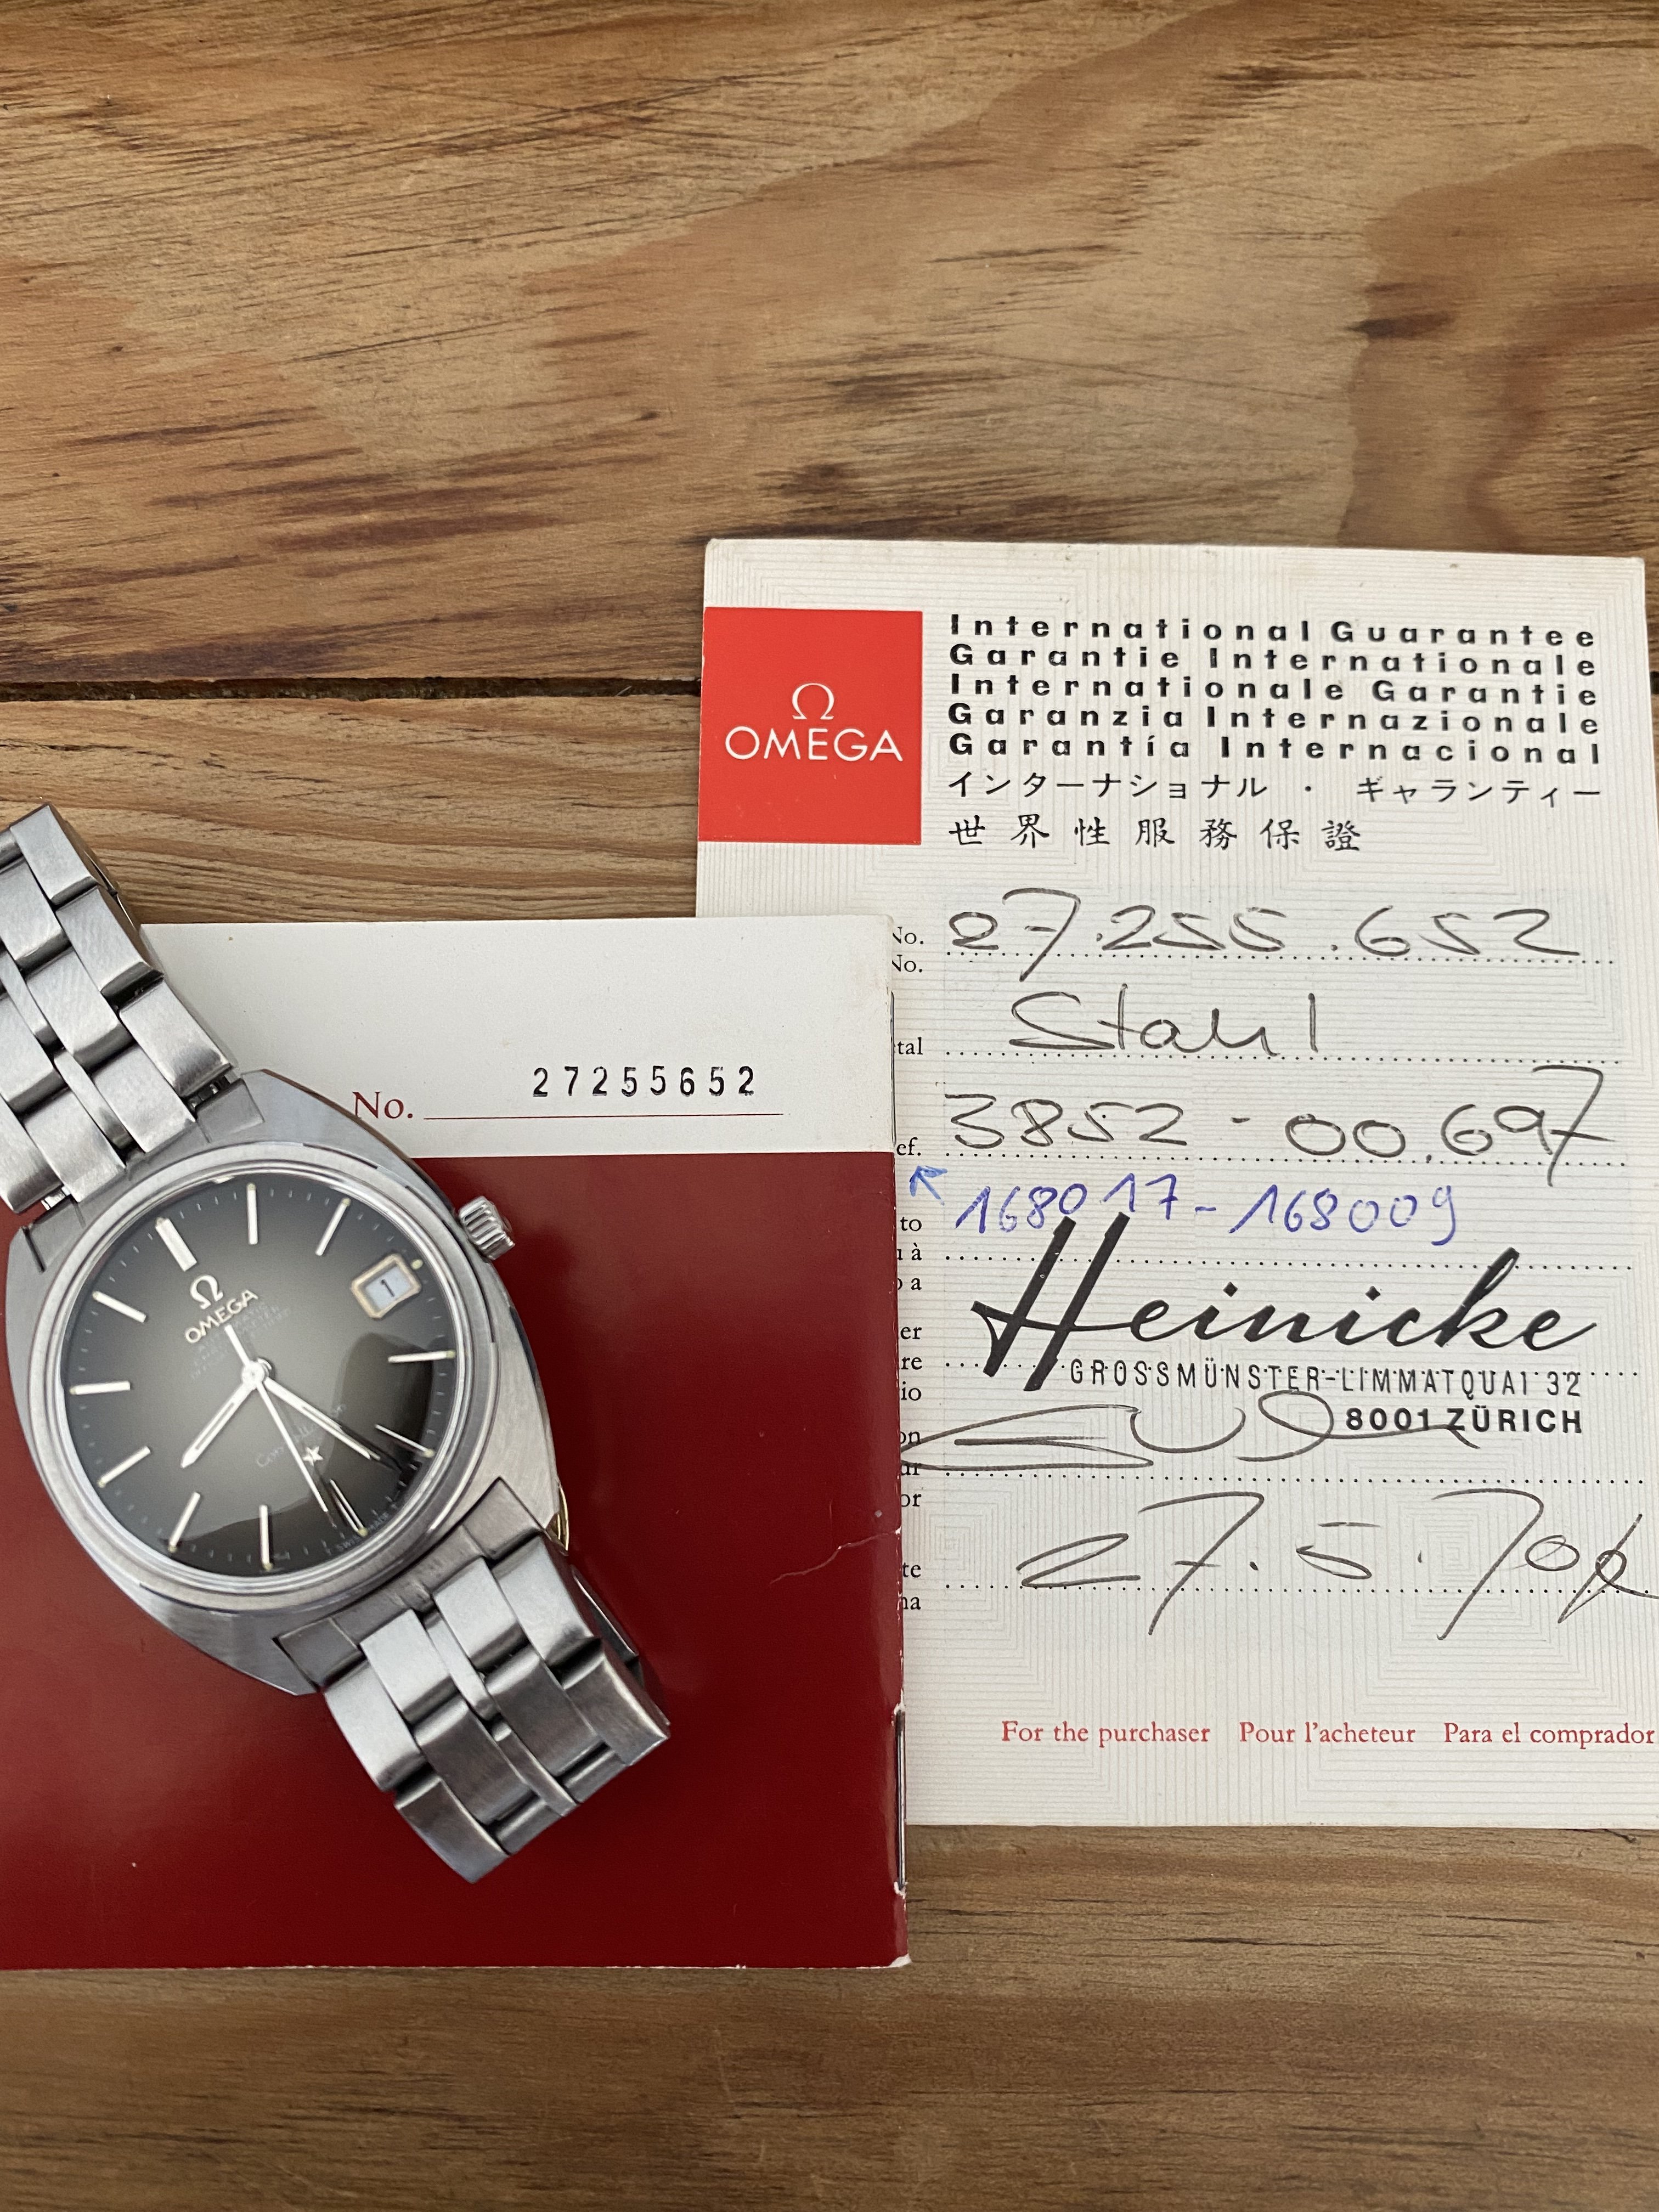 International Guarantee
Garantie Internationale
Internationale Garantie
Garanzia Internazionale
Garantía Internacional
インターナショナル ・ ギャランティー
世界性服務保證
Ω
OMEGA
No. 27.255.652
No.
Stahl
3852-00.697
168017-168009
to
à
a
Heinicke
GROSSMÜNSTER-LIMMATQUAI 32
8001 ZÜRICH
27.5.70
For the purchaser Pour l'acheteur Para el comprador
No. 27255652
Ω
OMEGA
1